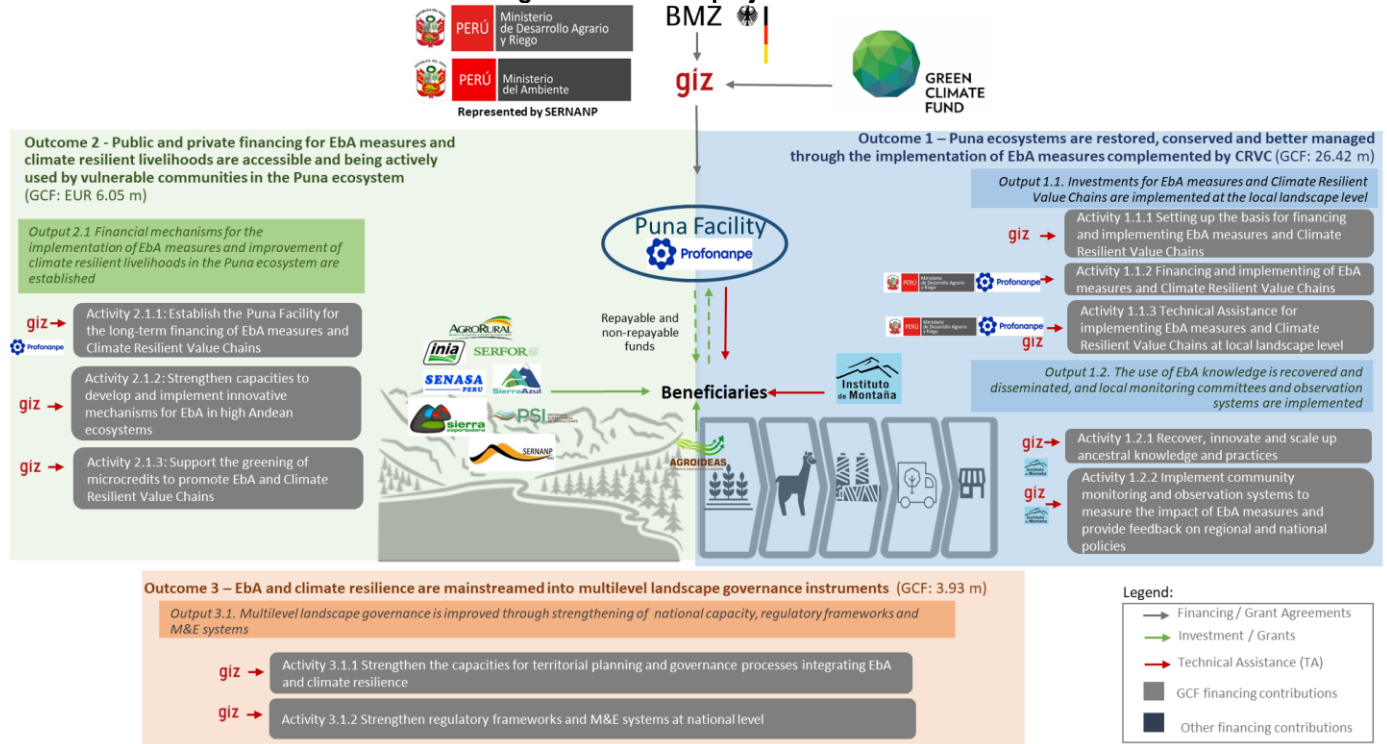 PERÚ
Ministerio
de Desarrollo Agrario
y Riego
PERÚ
Ministerio
del Ambiente
Represented by SERNANP
BMZ
giz
GREEN
CLIMATE
FUND
Outcome 2 - Public and private financing for EbA measures and
climate resilient livelihoods are accessible and being actively
used by vulnerable communities in the Puna ecosystem
(GCF: EUR 6.05 m)
Output 2.1 Financial mechanisms for the
implementation of EbA measures and improvement of
climate resilient livelihoods in the Puna ecosystem are
established
giz
Profonanpe
Activity 2.1.1: Establish the Puna Facility for
the long-term financing of EbA measures and
Climate Resilient Value Chains
giz
Activity 2.1.2: Strengthen capacities to
develop and implement innovative
mechanisms for EbA in high Andean
ecosystems
giz
Activity 2.1.3: Support the greening of
microcredits to promote EbA and Climate
Resilient Value Chains
Puna Facility
Profonanpe
Repayable and
non-repayable
funds
AGRORURAL
inia
SERFOR
SENASA
PERU
SierraAzul
sierra
exportadora
PSI
SERNANP
Beneficiaries
AGROIDEAS
Instituto
DE Montaña
Outcome 1 – Puna ecosystems are restored, conserved and better managed
through the implementation of EbA measures complemented by CRVC (GCF: 26.42 m)
Output 1.1. Investments for EbA measures and Climate Resilient
Value Chains are implemented at the local landscape level
giz
Activity 1.1.1 Setting up the basis for financing
and implementing EbA measures and Climate
Resilient Value Chains
PERÚ
Ministerio
de Desarrollo Agrario
y Riego
Profonanpe
Activity 1.1.2 Financing and implementing of EbA
measures and Climate Resilient Value Chains
PERÚ
Ministerio
de Desarrollo Agrario
y Riego
Profonanpe
giz
Activity 1.1.3 Technical Assistance for
implementing EbA measures and Climate
Resilient Value Chains at local landscape level
Output 1.2. The use of EbA knowledge is recovered and
disseminated, and local monitoring committees and observation
systems are implemented
giz
Activity 1.2.1 Recover, innovate and scale up
ancestral knowledge and practices
giz
Activity 1.2.2 Implement community
monitoring and observation systems to
measure the impact of EbA measures and
provide feedback on regional and national
policies
Outcome 3 – EbA and climate resilience are mainstreamed into multilevel landscape governance instruments (GCF: 3.93 m)
Output 3.1. Multilevel landscape governance is improved through strengthening of national capacity, regulatory frameworks and
M&E systems
giz
Activity 3.1.1 Strengthen the capacities for territorial planning and governance processes integrating EbA
and climate resilience
giz
Activity 3.1.2 Strengthen regulatory frameworks and M&E systems at national level
Legend:
Financing / Grant Agreements
Investment / Grants
Technical Assistance (TA)
GCF financing contributions
Other financing contributions